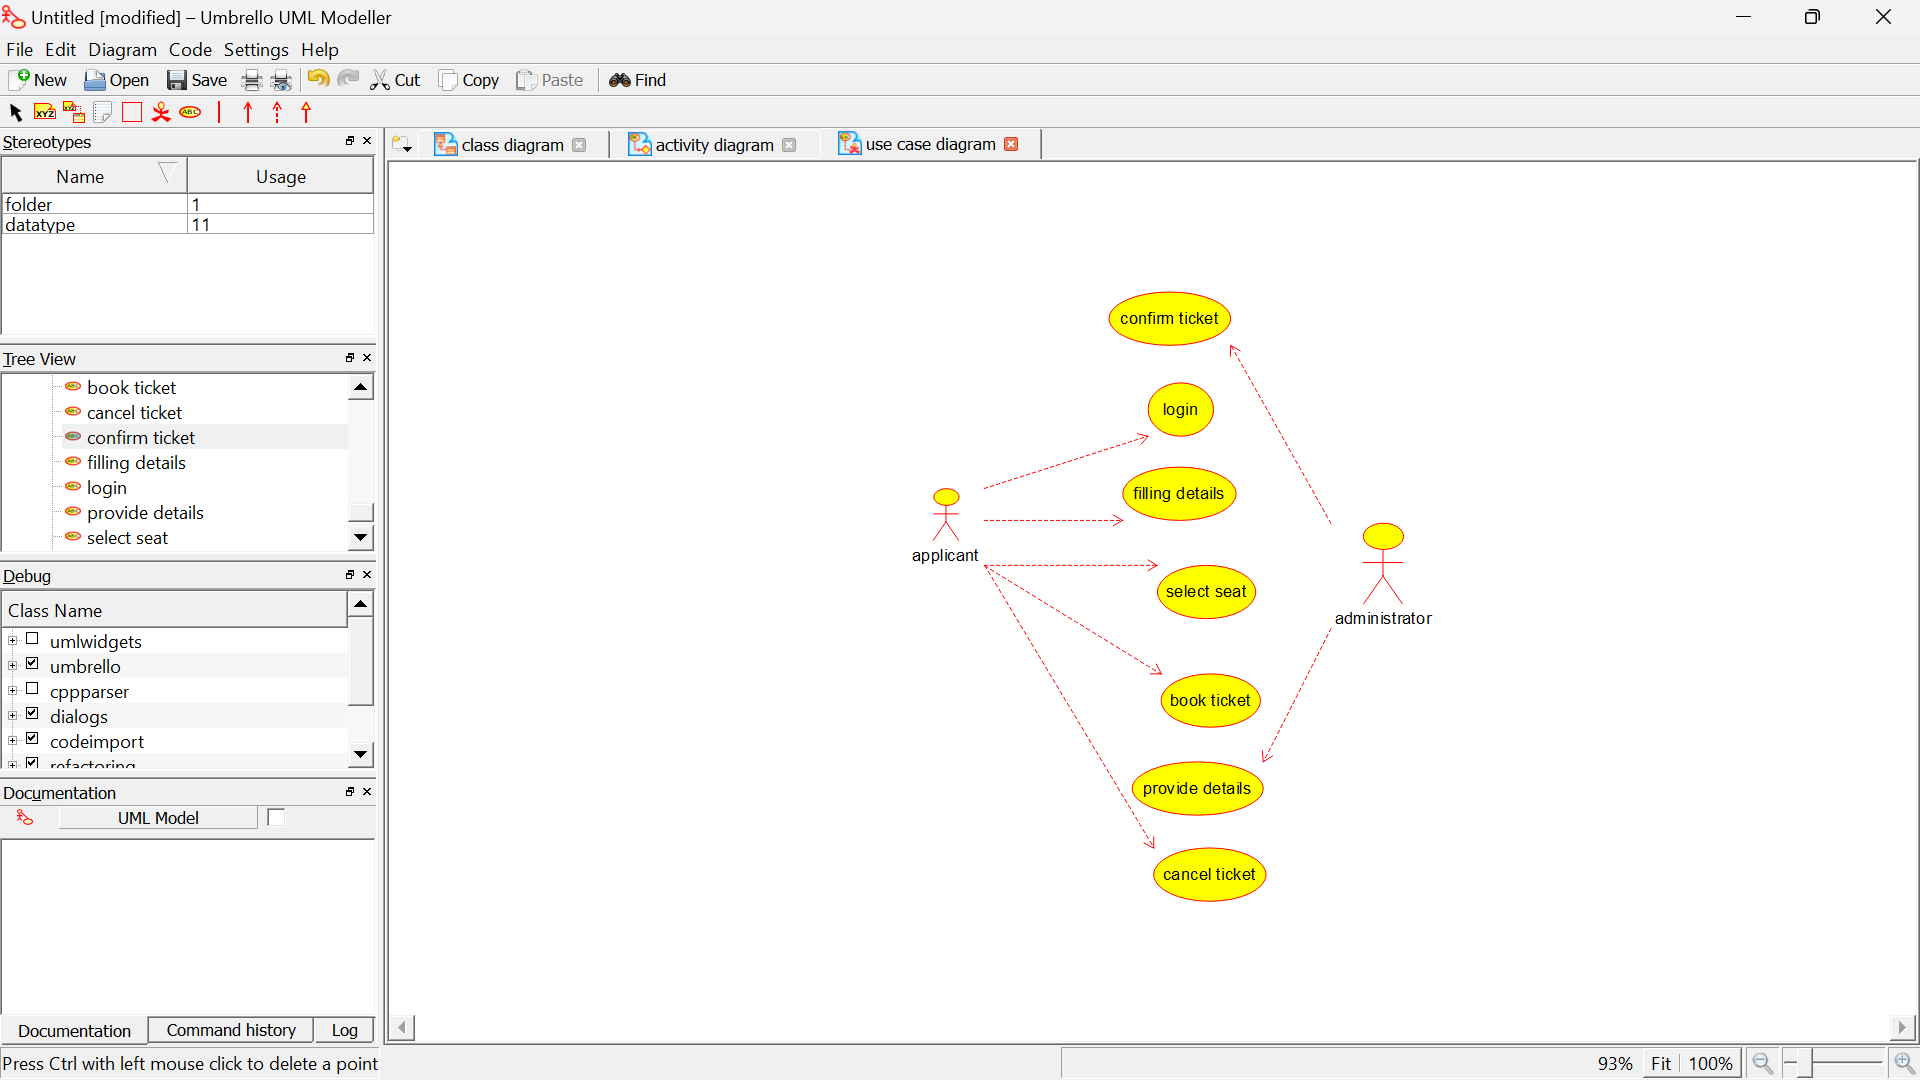 Untitled [modified] – Umbrello UML Modeller
File Edit Diagram Code Settings Help
New Open Save Cut Copy Paste Find
XYZ ABC
Stereotypes
Name Usage
folder 1
datatype 11
Tree View
book ticket
cancel ticket
confirm ticket
filling details
login
provide details
select seat
Debug
Class Name
umlwidgets
umbrello
cppparser
dialogs
codeimport
refactoring
Documentation
UML Model
Documentation Command history Log
Press Ctrl with left mouse click to delete a point
class diagram activity diagram use case diagram
confirm ticket
login
filling details
applicant
select seat
administrator
book ticket
provide details
cancel ticket
93% Fit 100%